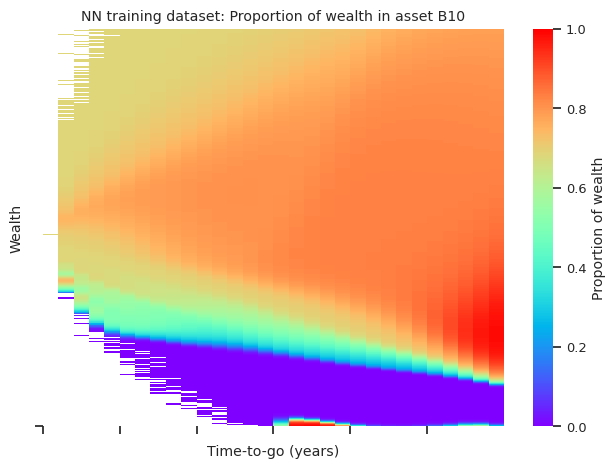 NN training dataset: Proportion of wealth in asset B10
Wealth
Time-to-go (years)
1.0
0.8
0.6
0.4
0.2
0.0
Proportion of wealth